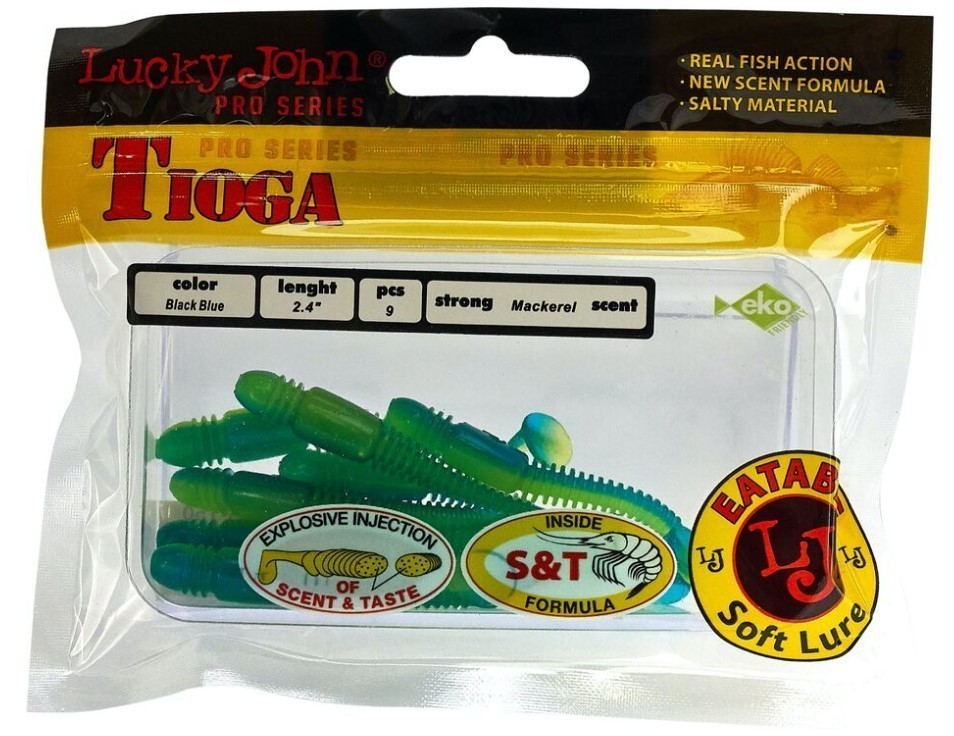 Lucky John®
PRO SERIES
· REAL FISH ACTION
· NEW SCENT FORMULA
· SALTY MATERIAL
PRO SERIES
PRO SERIES
TIOGA
color
Black Blue
lenght
2.4"
pcs
9
strong Mackerel scent
eko
FRIENDLY
EXPLOSIVE INJECTION
OF
SCENT & TASTE
INSIDE
S&T
FORMULA
LJ
LJ
LJ
Soft Lure